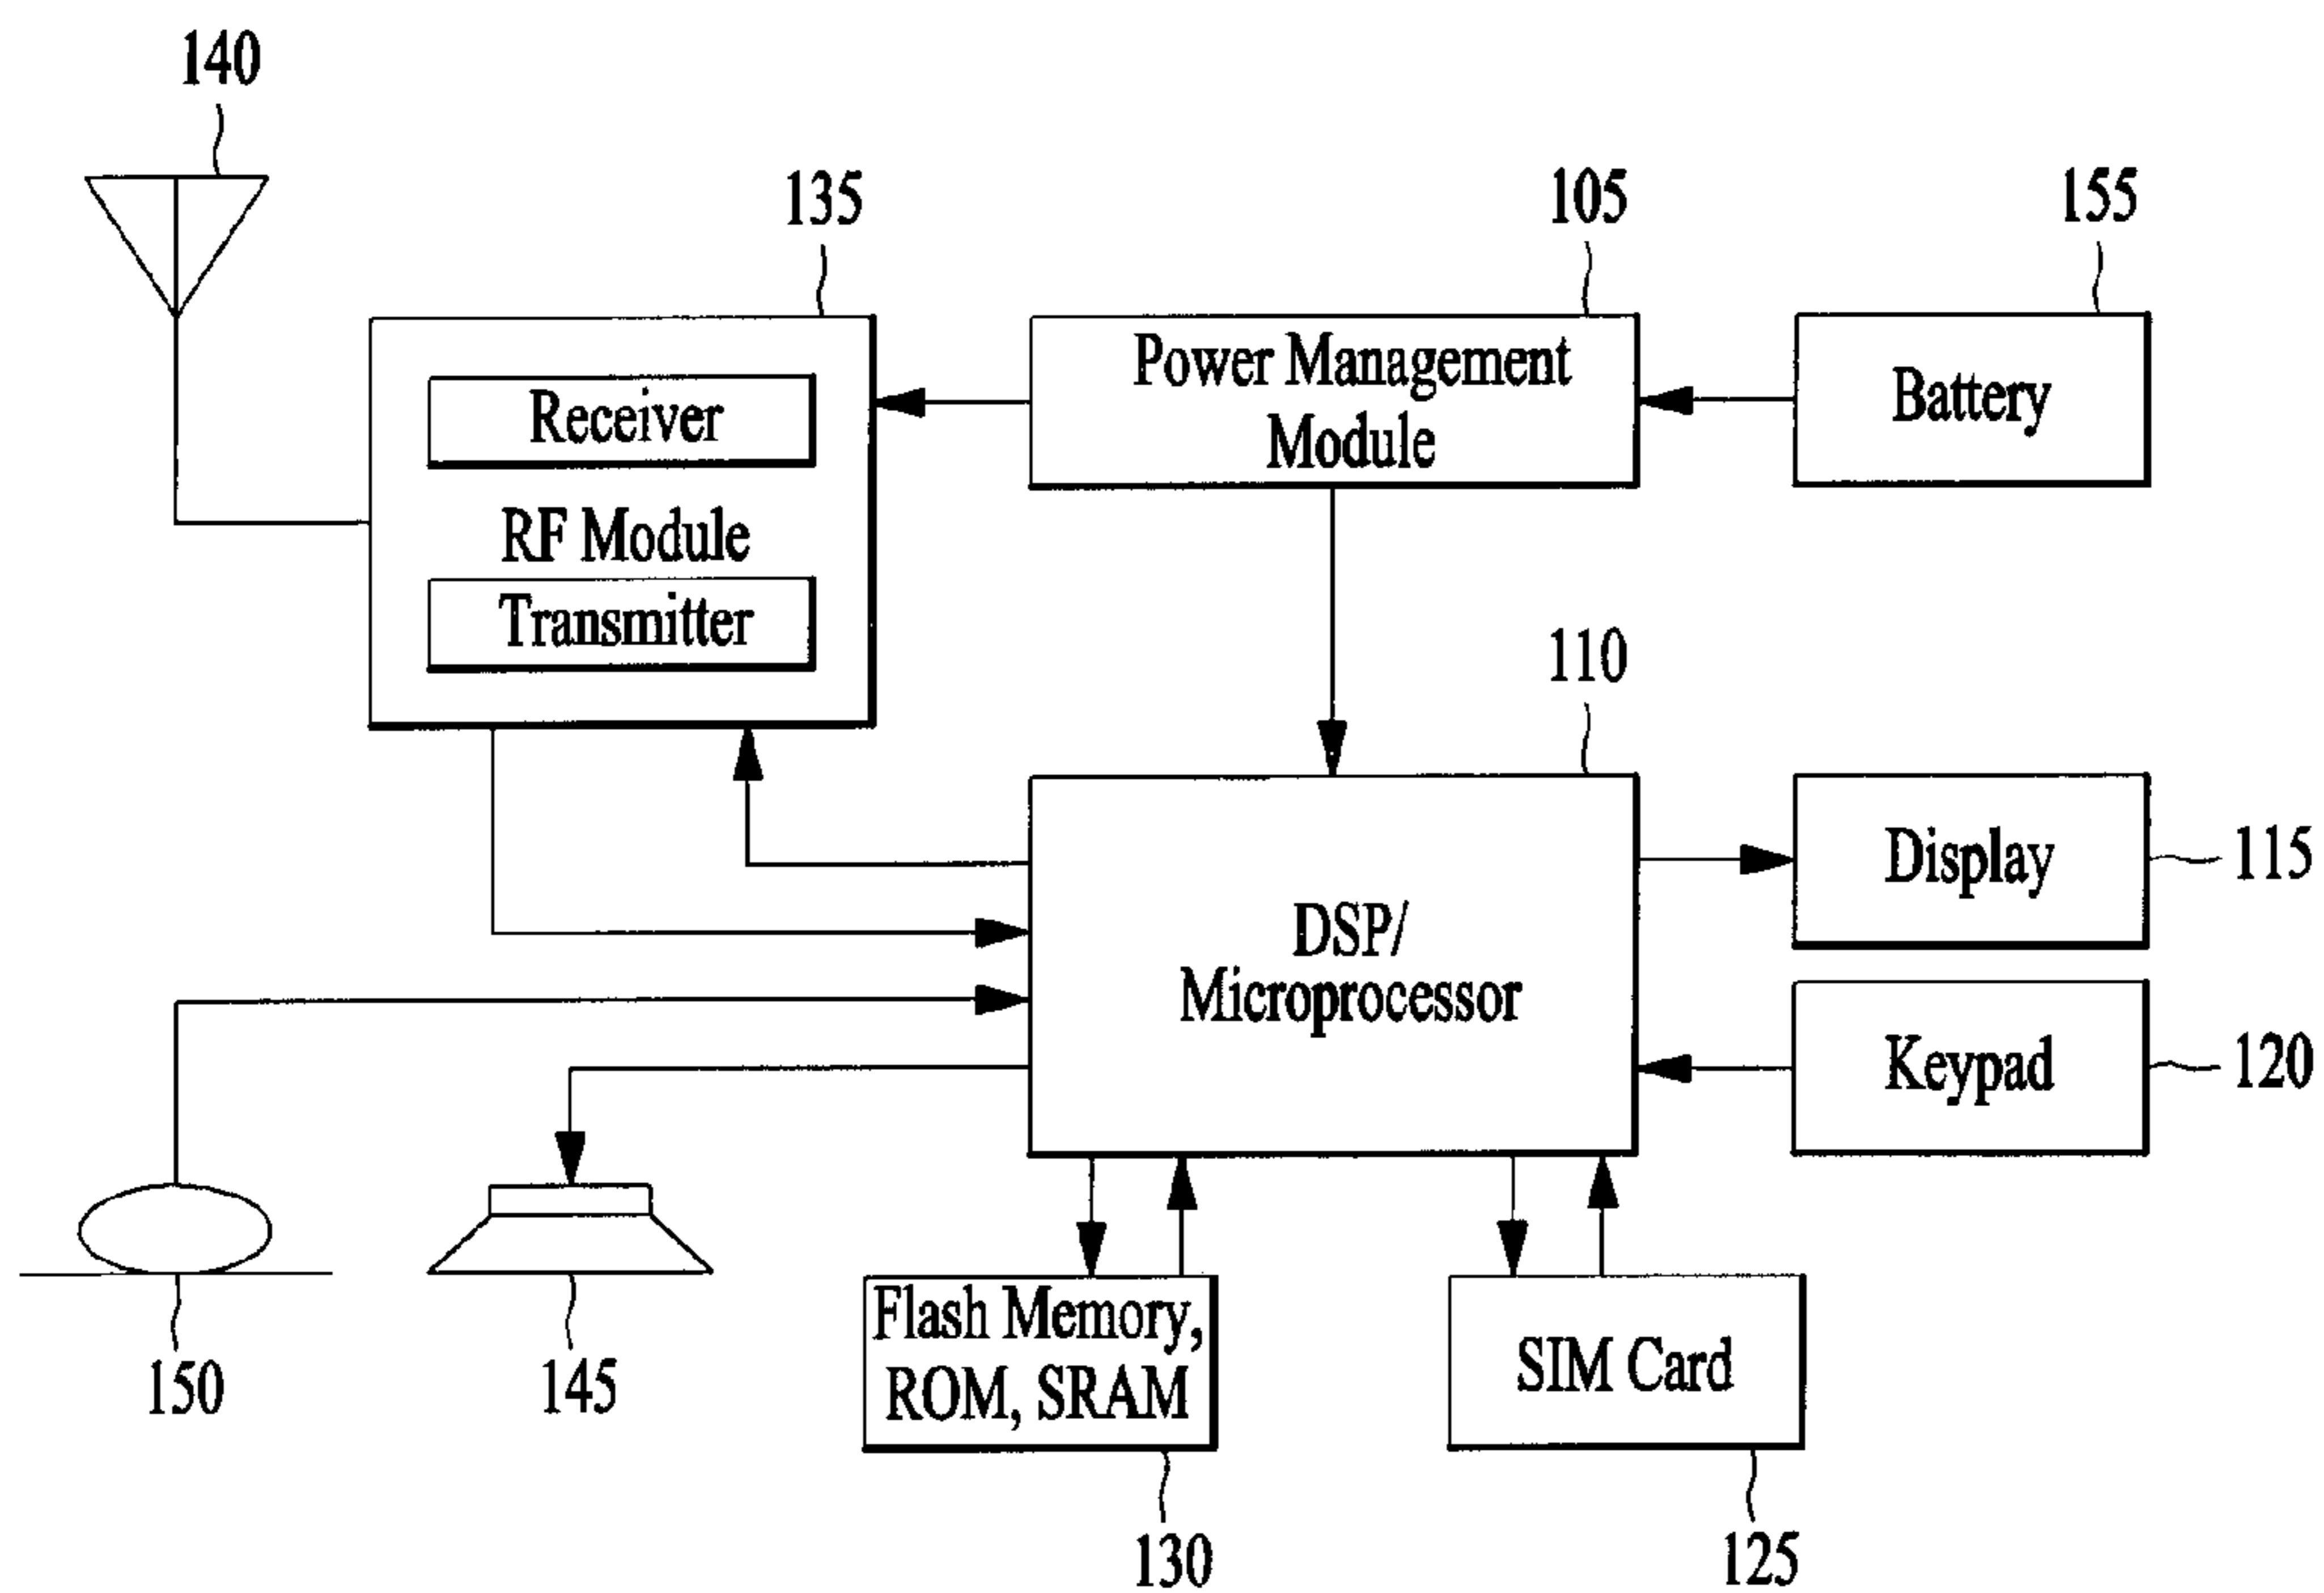 140
135
105
155
Receiver
RF Module
Transmitter
Power Management
Module
Battery
110
DSP/
Microprocessor
Display
115
Keypad
120
150
145
Flash Memory,
ROM, SRAM
SIM Card
130
125